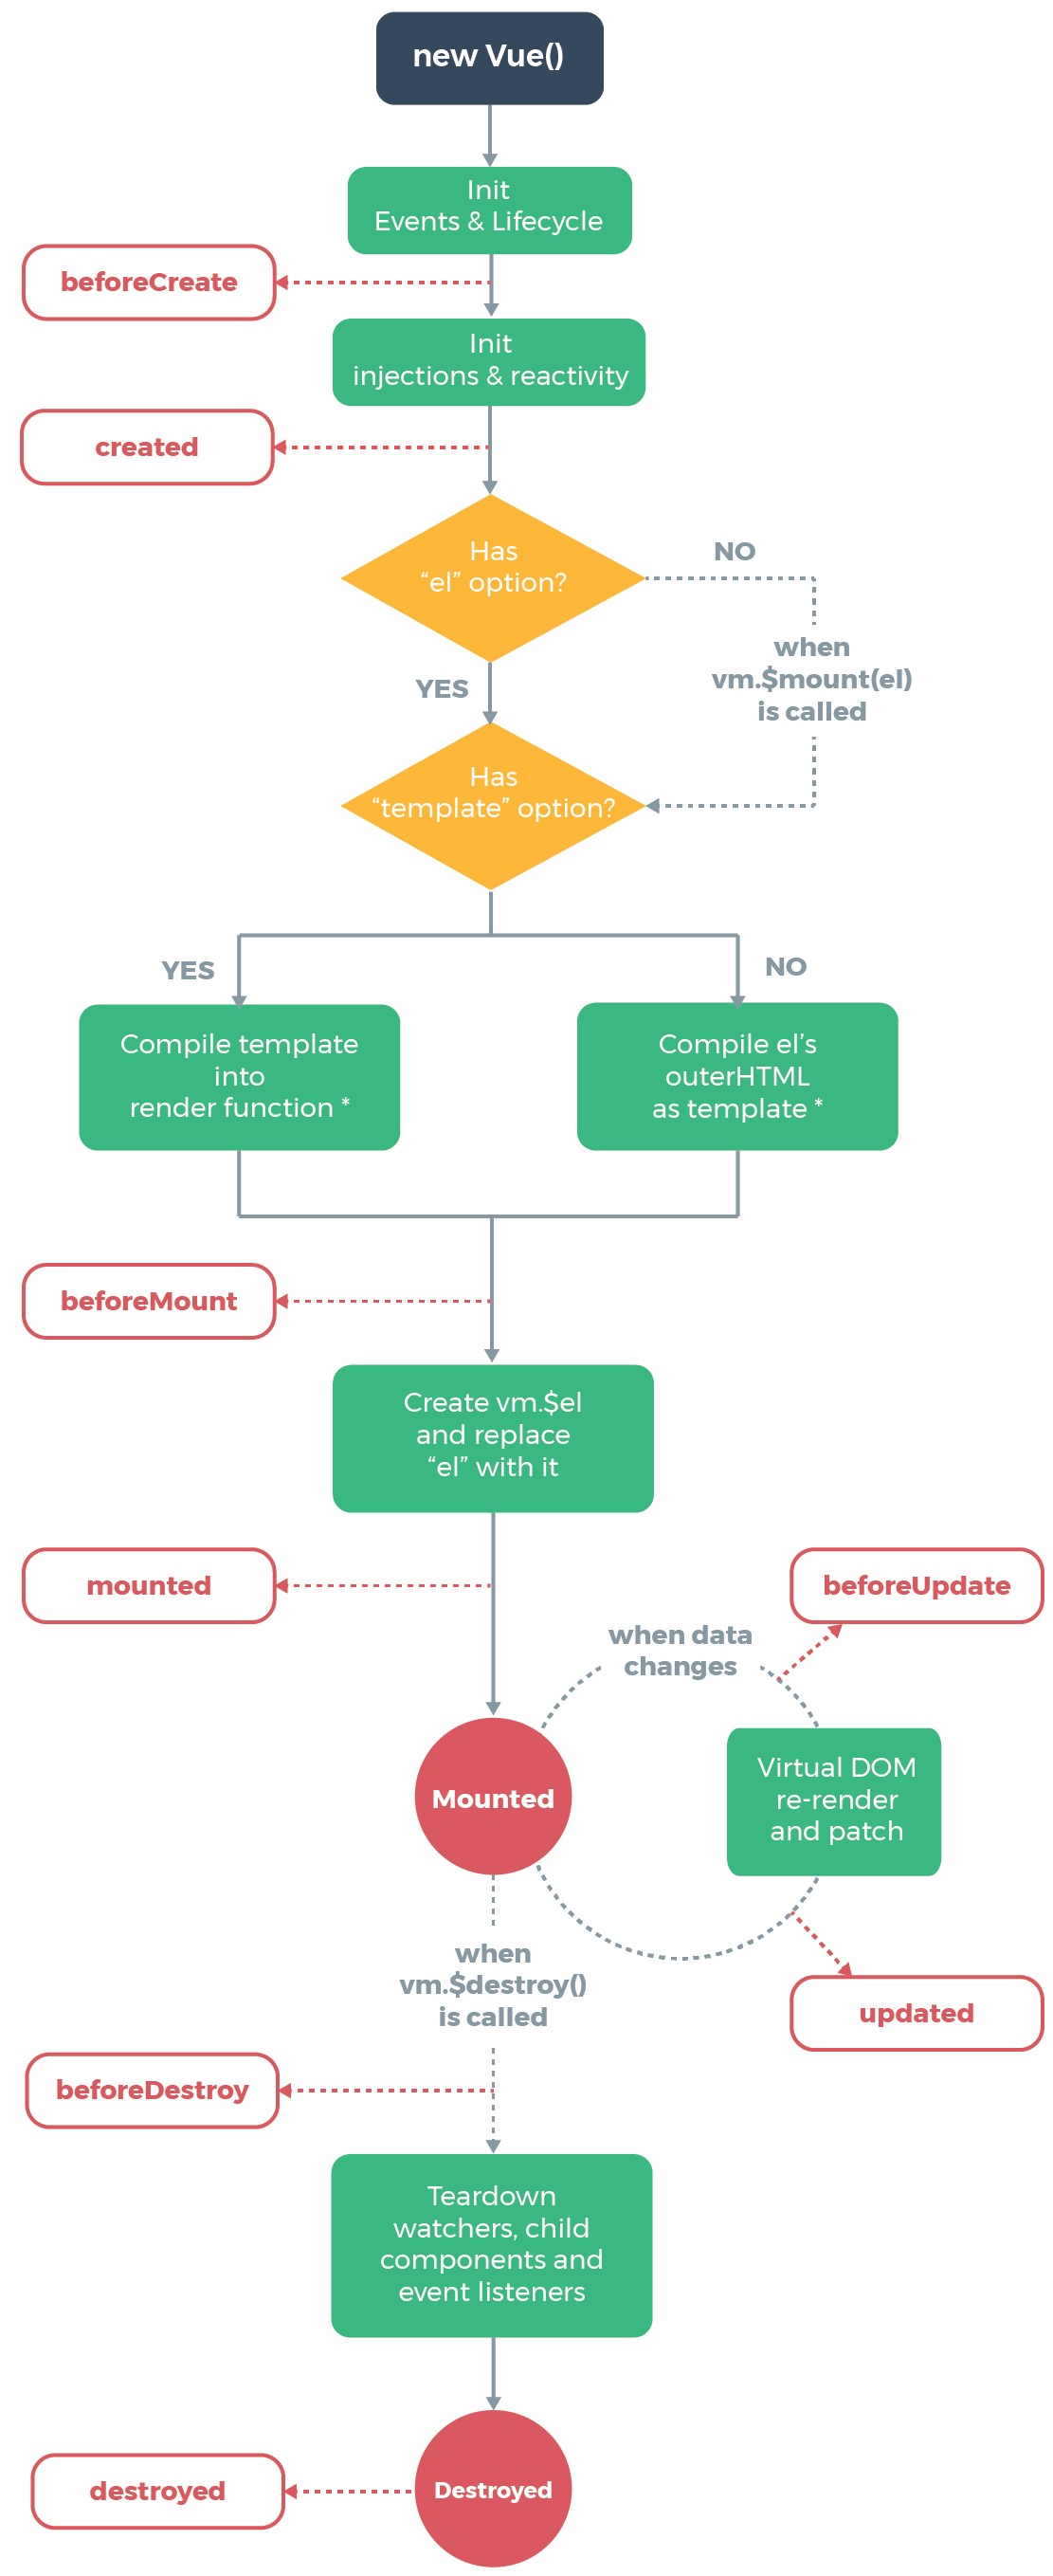 new Vue()
Init
Events & Lifecycle
beforeCreate
Init
injections & reactivity
created
Has
“el” option?
NO
when
vm.$mount(el)
is called
YES
Has
“template” option?
YES
NO
Compile template
into
render function *
Compile el’s
outerHTML
as template *
beforeMount
Create vm.$el
and replace
“el” with it
mounted
beforeUpdate
when data
changes
Mounted
Virtual DOM
re-render
and patch
when
vm.$destroy()
is called
updated
beforeDestroy
Teardown
watchers, child
components and
event listeners
destroyed
Destroyed